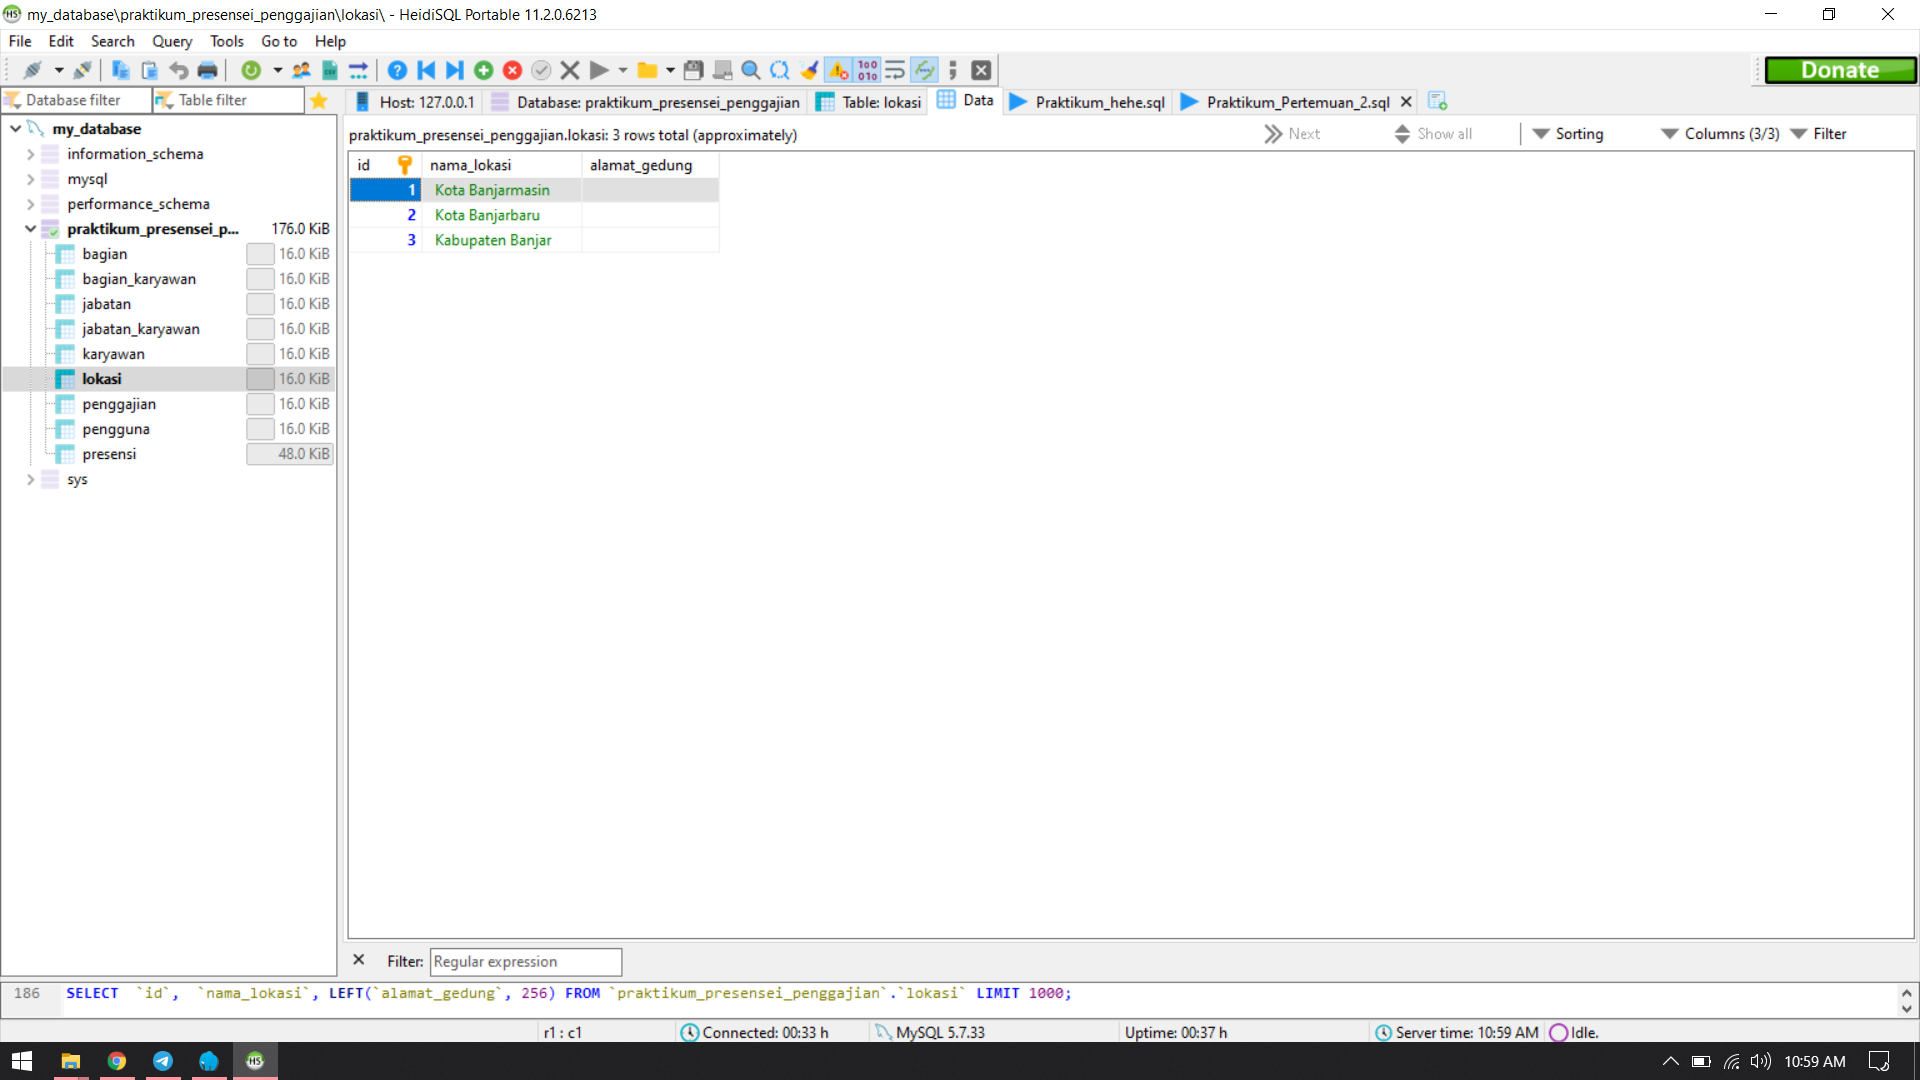 my_database\praktikum_presensei_penggajian\lokasi\ - HeidiSQL Portable 11.2.0.6213
File Edit Search Query Tools Go to Help
Donate
Database filter Table filter
Host: 127.0.0.1 Database: praktikum_presensei_penggajian Table: lokasi Data Praktikum_hehe.sql Praktikum_Pertemuan_2.sql
praktikum_presensei_penggajian.lokasi: 3 rows total (approximately) Next Show all Sorting Columns (3/3) Filter
my_database
information_schema
mysql
performance_schema
praktikum_presensei_p... 176.0 KiB
bagian 16.0 KiB
bagian_karyawan 16.0 KiB
jabatan 16.0 KiB
jabatan_karyawan 16.0 KiB
karyawan 16.0 KiB
lokasi 16.0 KiB
penggajian 16.0 KiB
pengguna 16.0 KiB
presensi 48.0 KiB
sys
id nama_lokasi alamat_gedung
1 Kota Banjarmasin
2 Kota Banjarbaru
3 Kabupaten Banjar
Filter: Regular expression
186 SELECT `id`, `nama_lokasi`, LEFT(`alamat_gedung`, 256) FROM `praktikum_presensei_penggajian`.`lokasi` LIMIT 1000;
r1 : c1 Connected: 00:33 h MySQL 5.7.33 Uptime: 00:37 h Server time: 10:59 AM Idle.
HS 10:59 AM